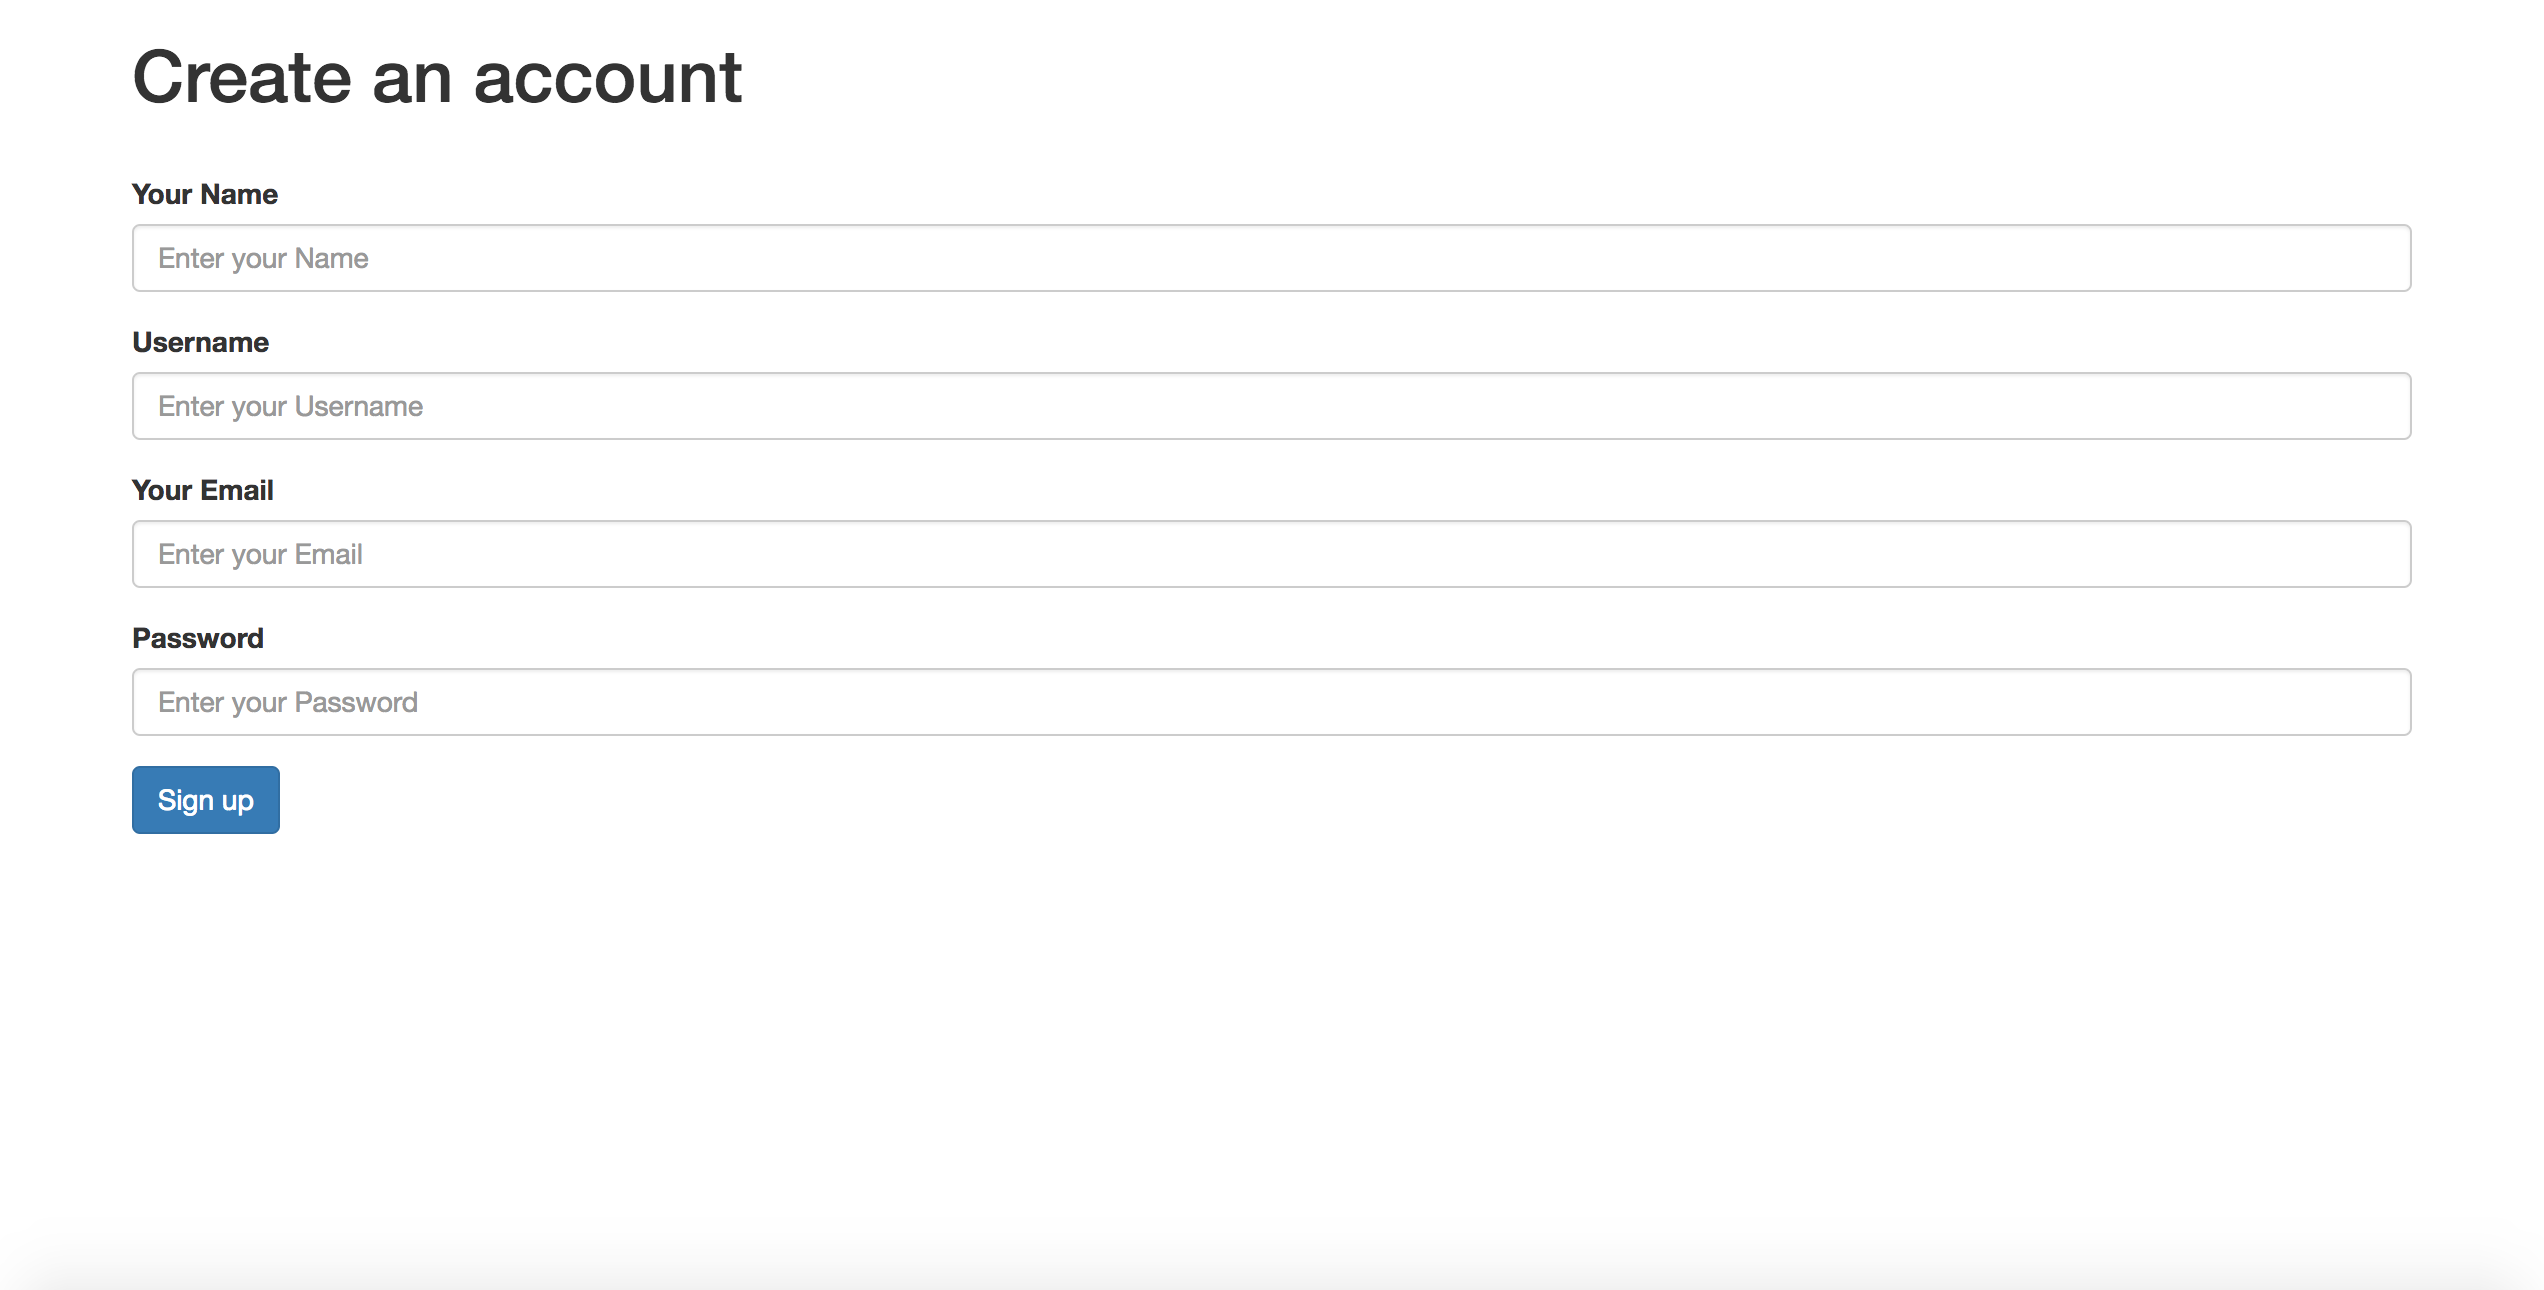 Create an account
Your Name
Enter your Name
Username
Enter your Username
Your Email
Enter your Email
Password
Enter your Password
Sign up